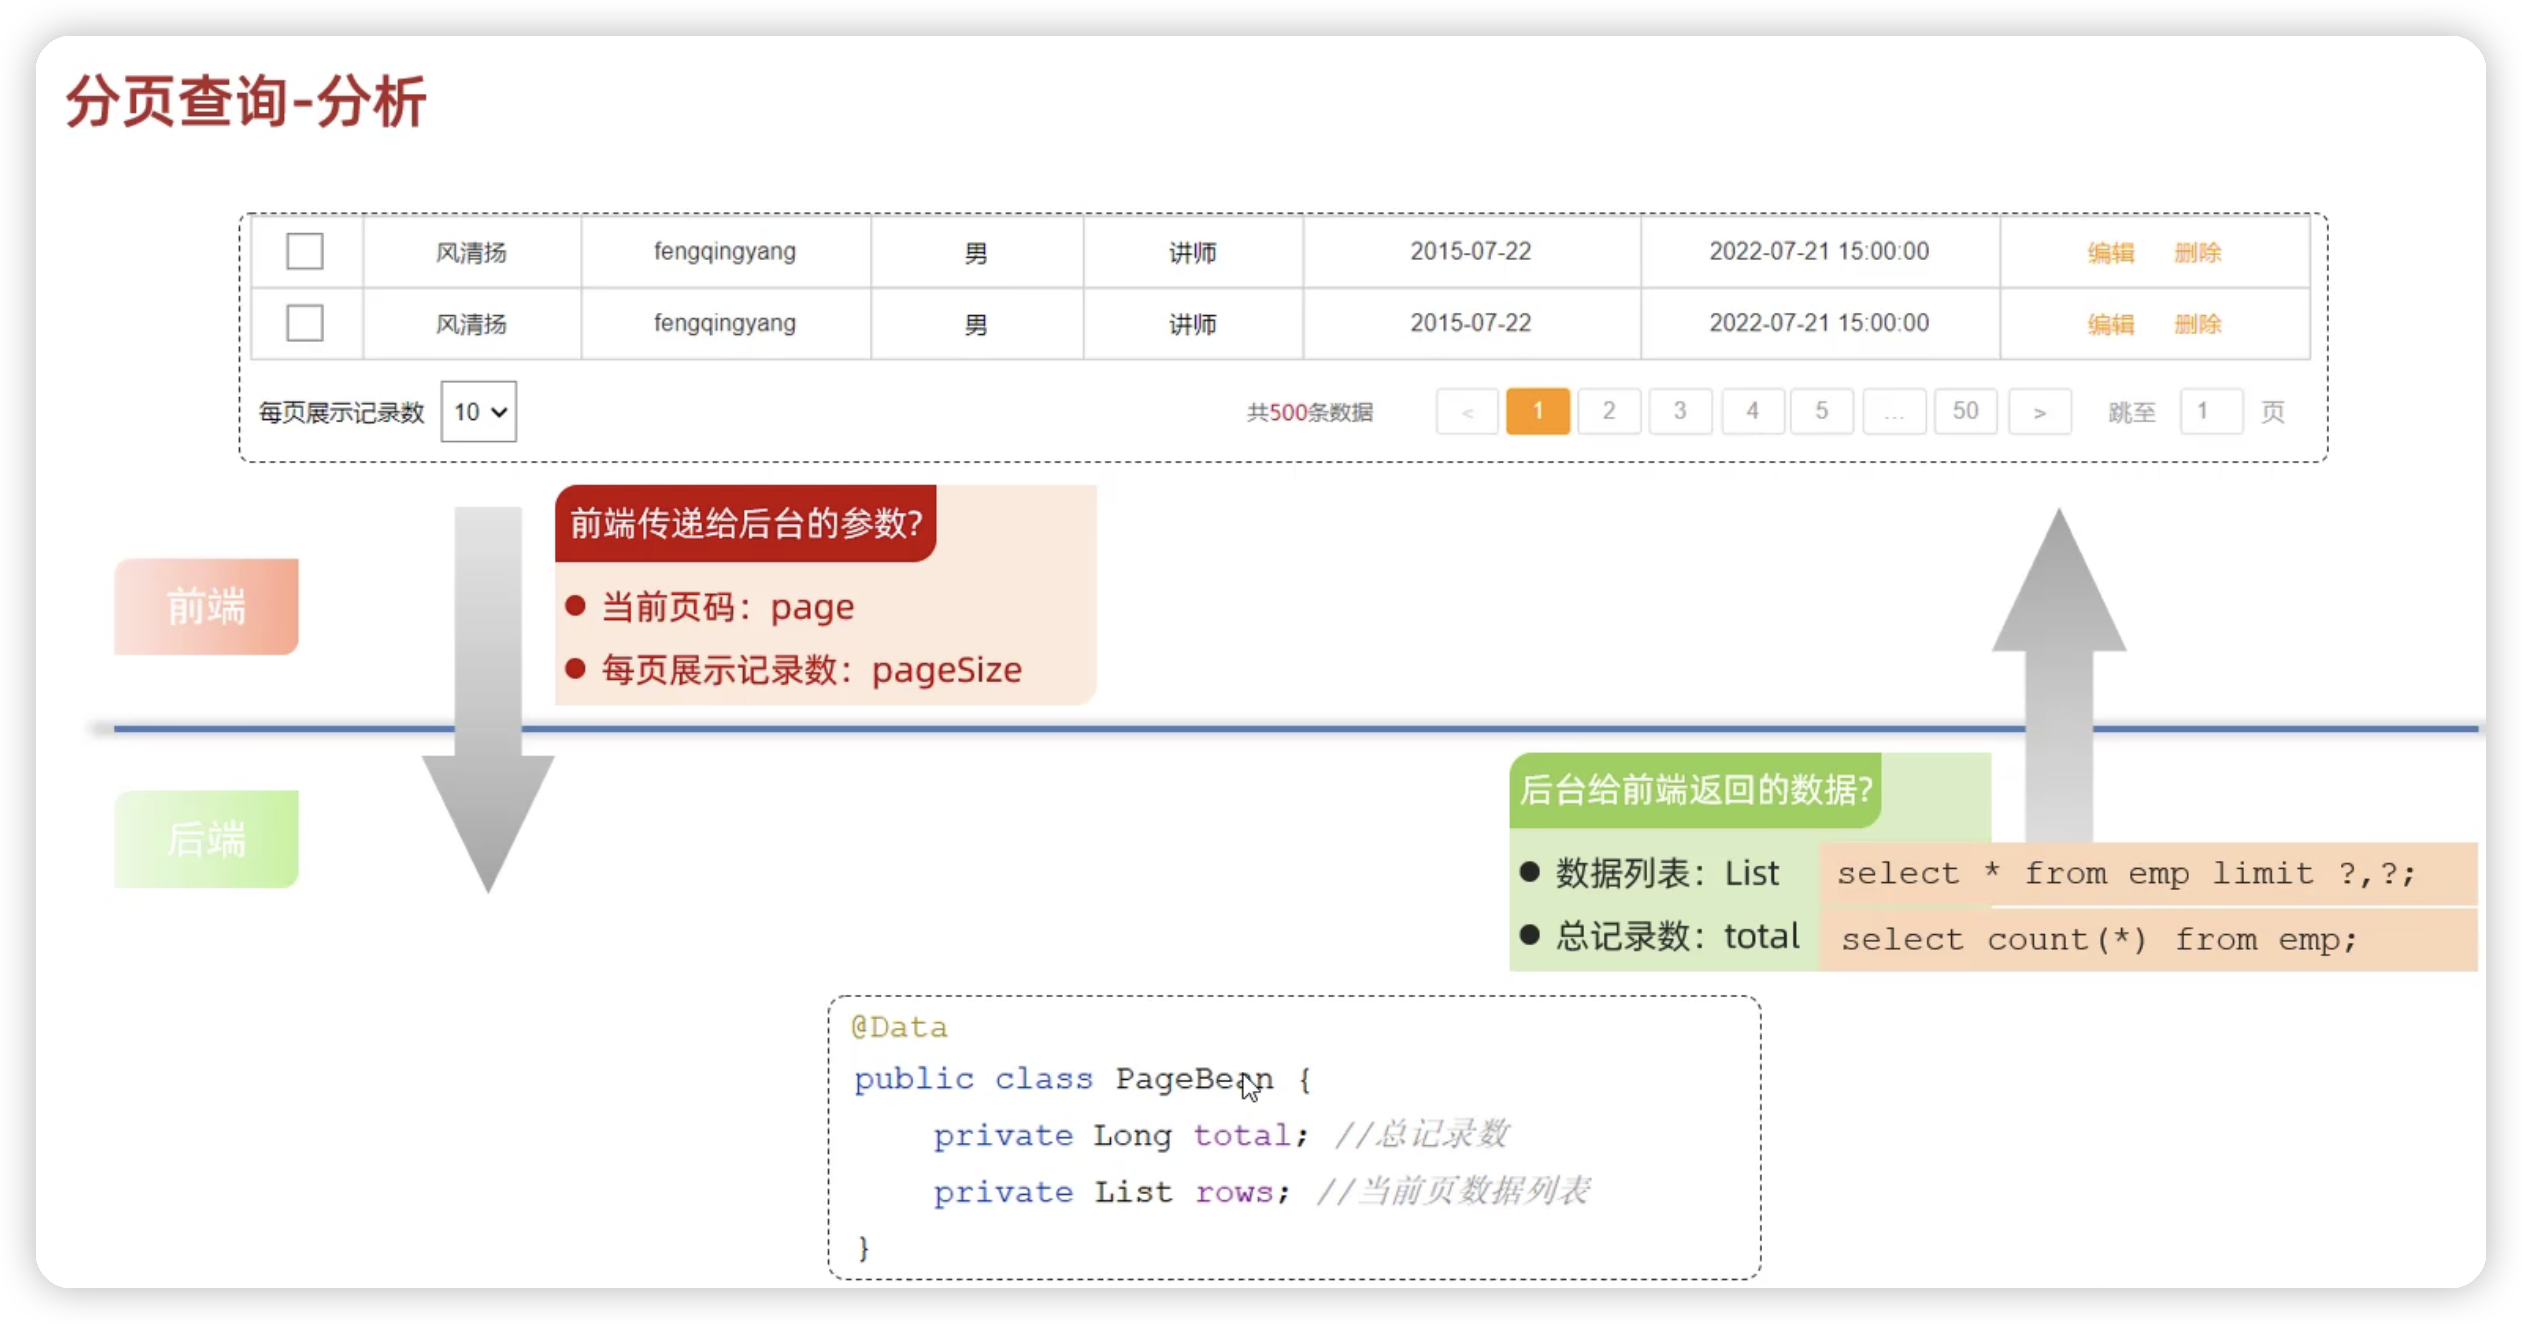 分页查询-分析
风清扬 fengqingyang 男 讲师 2015-07-22 2022-07-21 15:00:00 编辑 删除
风清扬 fengqingyang 男 讲师 2015-07-22 2022-07-21 15:00:00 编辑 删除
每页展示记录数 10 共500条数据 < 1 2 3 4 5 ... 50 > 跳至 1 页
前端传递给后台的参数?
前端
当前页码：page
每页展示记录数：pageSize
后端
后台给前端返回的数据?
数据列表：List select * from emp limit ?,?;
总记录数：total select count(*) from emp;
@Data
public class PageBean {
private Long total; //总记录数
private List rows; //当前页数据列表
}